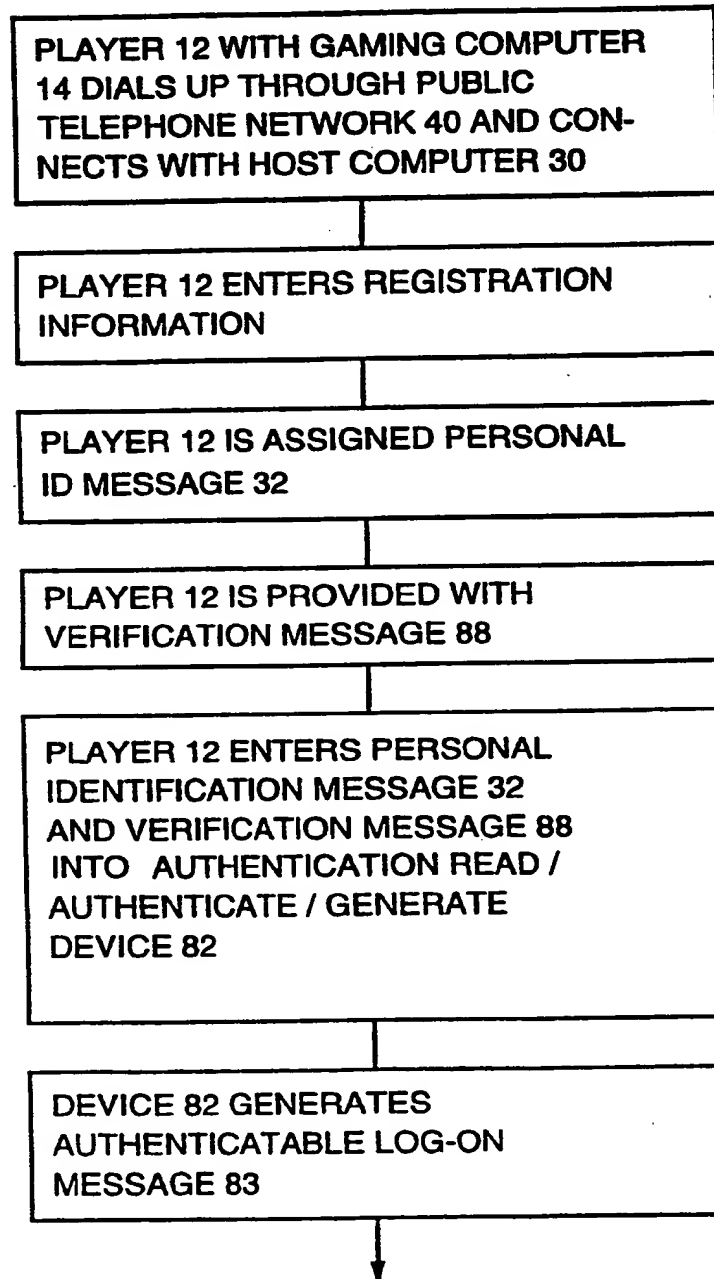 PLAYER 12 WITH GAMING COMPUTER
14 DIALS UP THROUGH PUBLIC
TELEPHONE NETWORK 40 AND CON-
NECTS WITH HOST COMPUTER 30
PLAYER 12 ENTERS REGISTRATION
INFORMATION
PLAYER 12 IS ASSIGNED PERSONAL
ID MESSAGE 32
PLAYER 12 IS PROVIDED WITH
VERIFICATION MESSAGE 88
PLAYER 12 ENTERS PERSONAL
IDENTIFICATION MESSAGE 32
AND VERIFICATION MESSAGE 88
INTO AUTHENTICATION READ /
AUTHENTICATE / GENERATE
DEVICE 82
DEVICE 82 GENERATES
AUTHENTICATABLE LOG-ON
MESSAGE 83